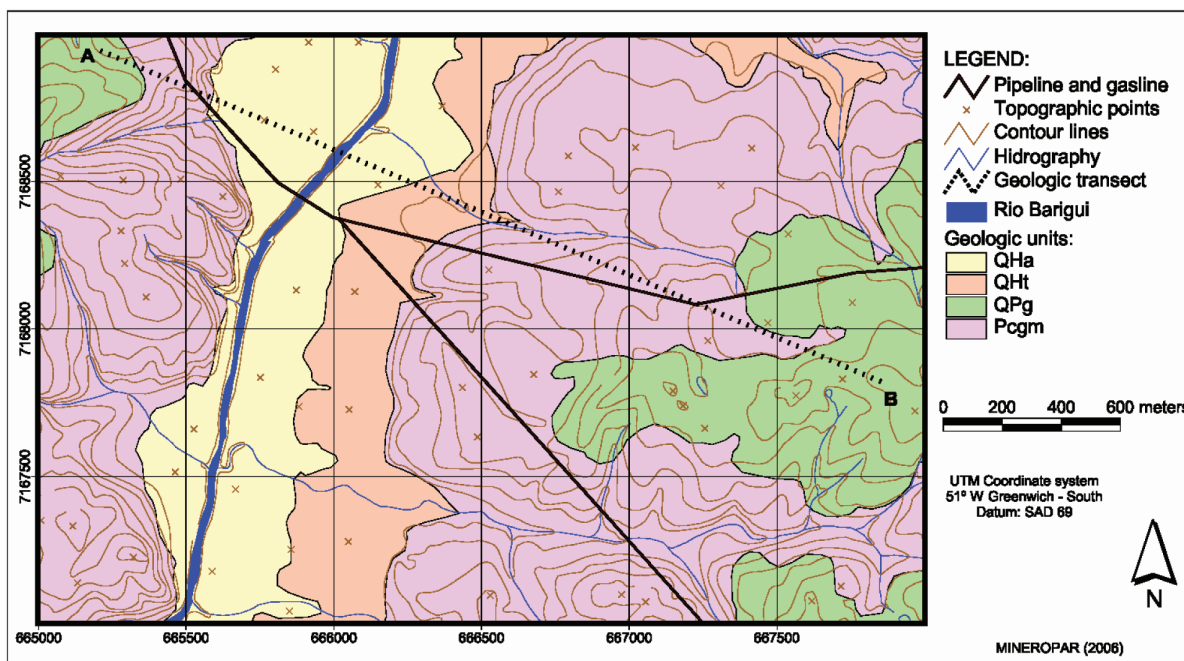 A
B
7168500
7168000
7167500
665000
665500
666000
666500
667000
667500
LEGEND:
Pipeline and gasline
Topographic points
Contour lines
Hidrography
Geologic transect
Rio Barigui
Geologic units:
QHa
QHt
QPg
Pcgm
0 200 400 600 meters
UTM Coordinate system
51º W Greenwich - South
Datum: SAD 69
N
MINEROPAR (2006)